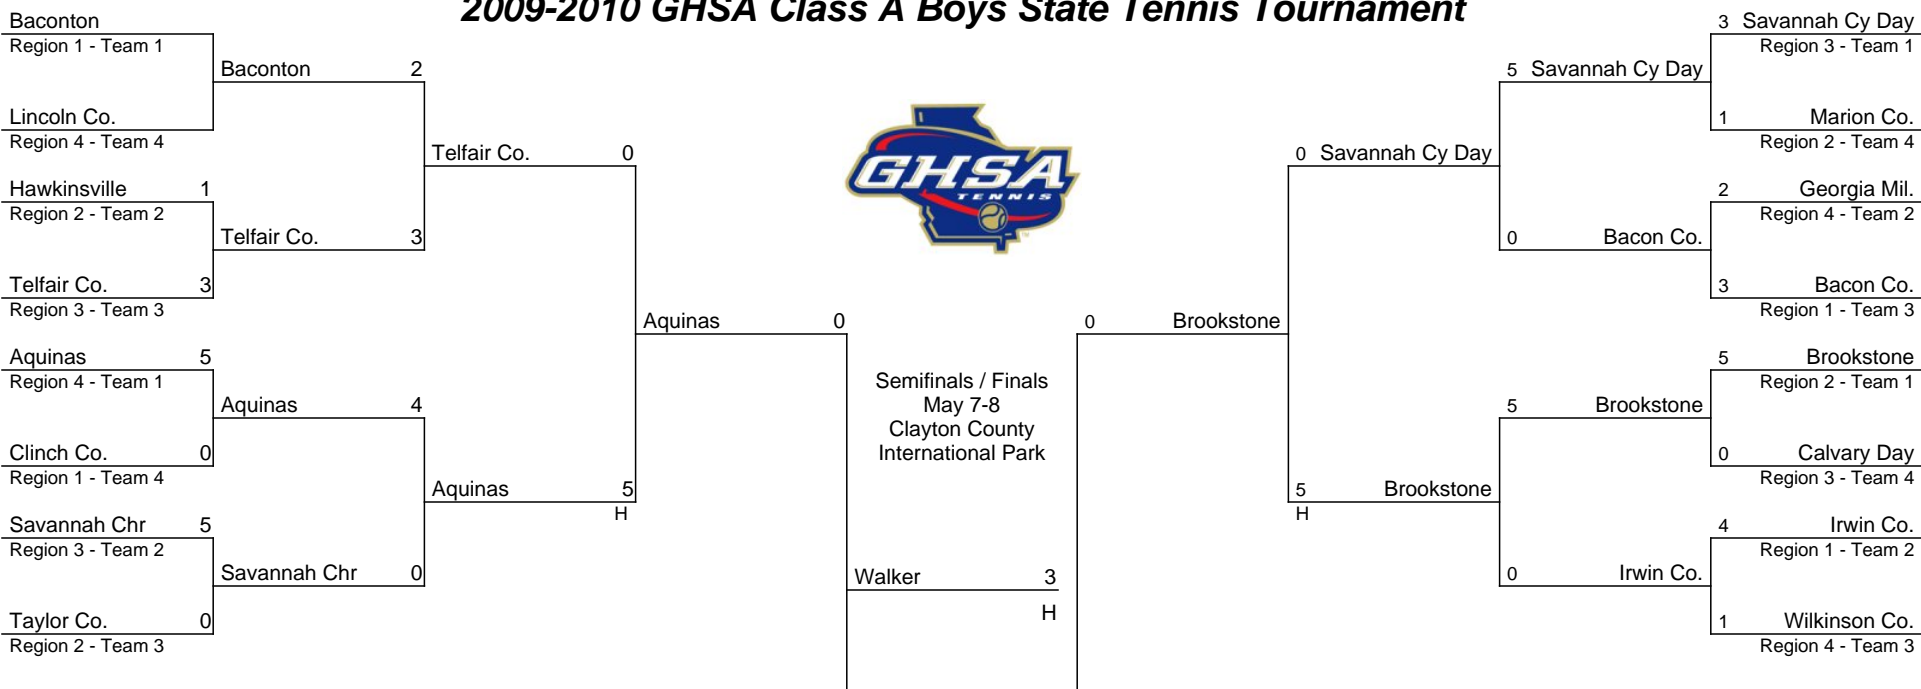 2009-2010 GHSA Class A Boys State Tennis Tournament
Baconton
Region 1 - Team 1
Baconton 2
Lincoln Co.
Region 4 - Team 4
Telfair Co. 0
Hawkinsville 1
Region 2 - Team 2
Telfair Co. 3
Telfair Co. 3
Region 3 - Team 3
Aquinas 0
Aquinas 5
Region 4 - Team 1
Aquinas 4
Clinch Co. 0
Region 1 - Team 4
Aquinas 5
H
Savannah Chr 5
Region 3 - Team 2
Savannah Chr 0
Taylor Co. 0
Region 2 - Team 3
GHSA
TENNIS
Semifinals / Finals
May 7-8
Clayton County
International Park
Walker 3
H
3 Savannah Cy Day
Region 3 - Team 1
5 Savannah Cy Day
1 Marion Co.
Region 2 - Team 4
0 Savannah Cy Day
2 Georgia Mil.
Region 4 - Team 2
0 Bacon Co.
3 Bacon Co.
Region 1 - Team 3
0 Brookstone
5 Brookstone
Region 2 - Team 1
5 Brookstone
0 Calvary Day
Region 3 - Team 4
5 Brookstone
H
4 Irwin Co.
Region 1 - Team 2
0 Irwin Co.
1 Wilkinson Co.
Region 4 - Team 3